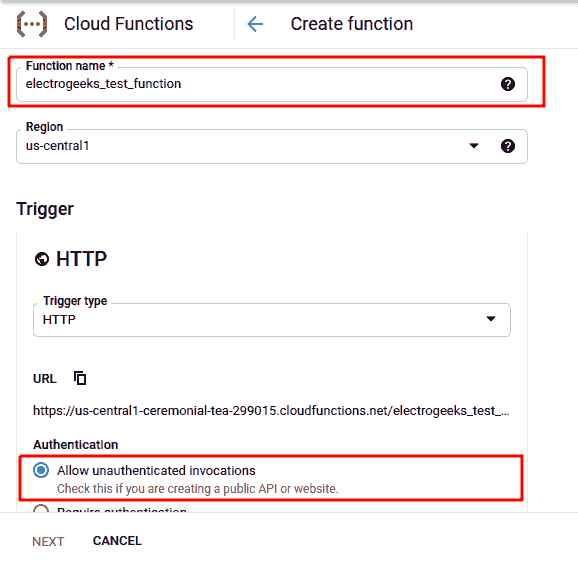 Cloud Functions
Create function
Function name *
electrogeeks_test_function
Region
us-central1
Trigger
HTTP
Trigger type
HTTP
URL
https://us-central1-ceremonial-tea-299015.cloudfunctions.net/electrogeeks_test_...
Authentication
Allow unauthenticated invocations
Check this if you are creating a public API or website.
Require authentication
NEXT CANCEL